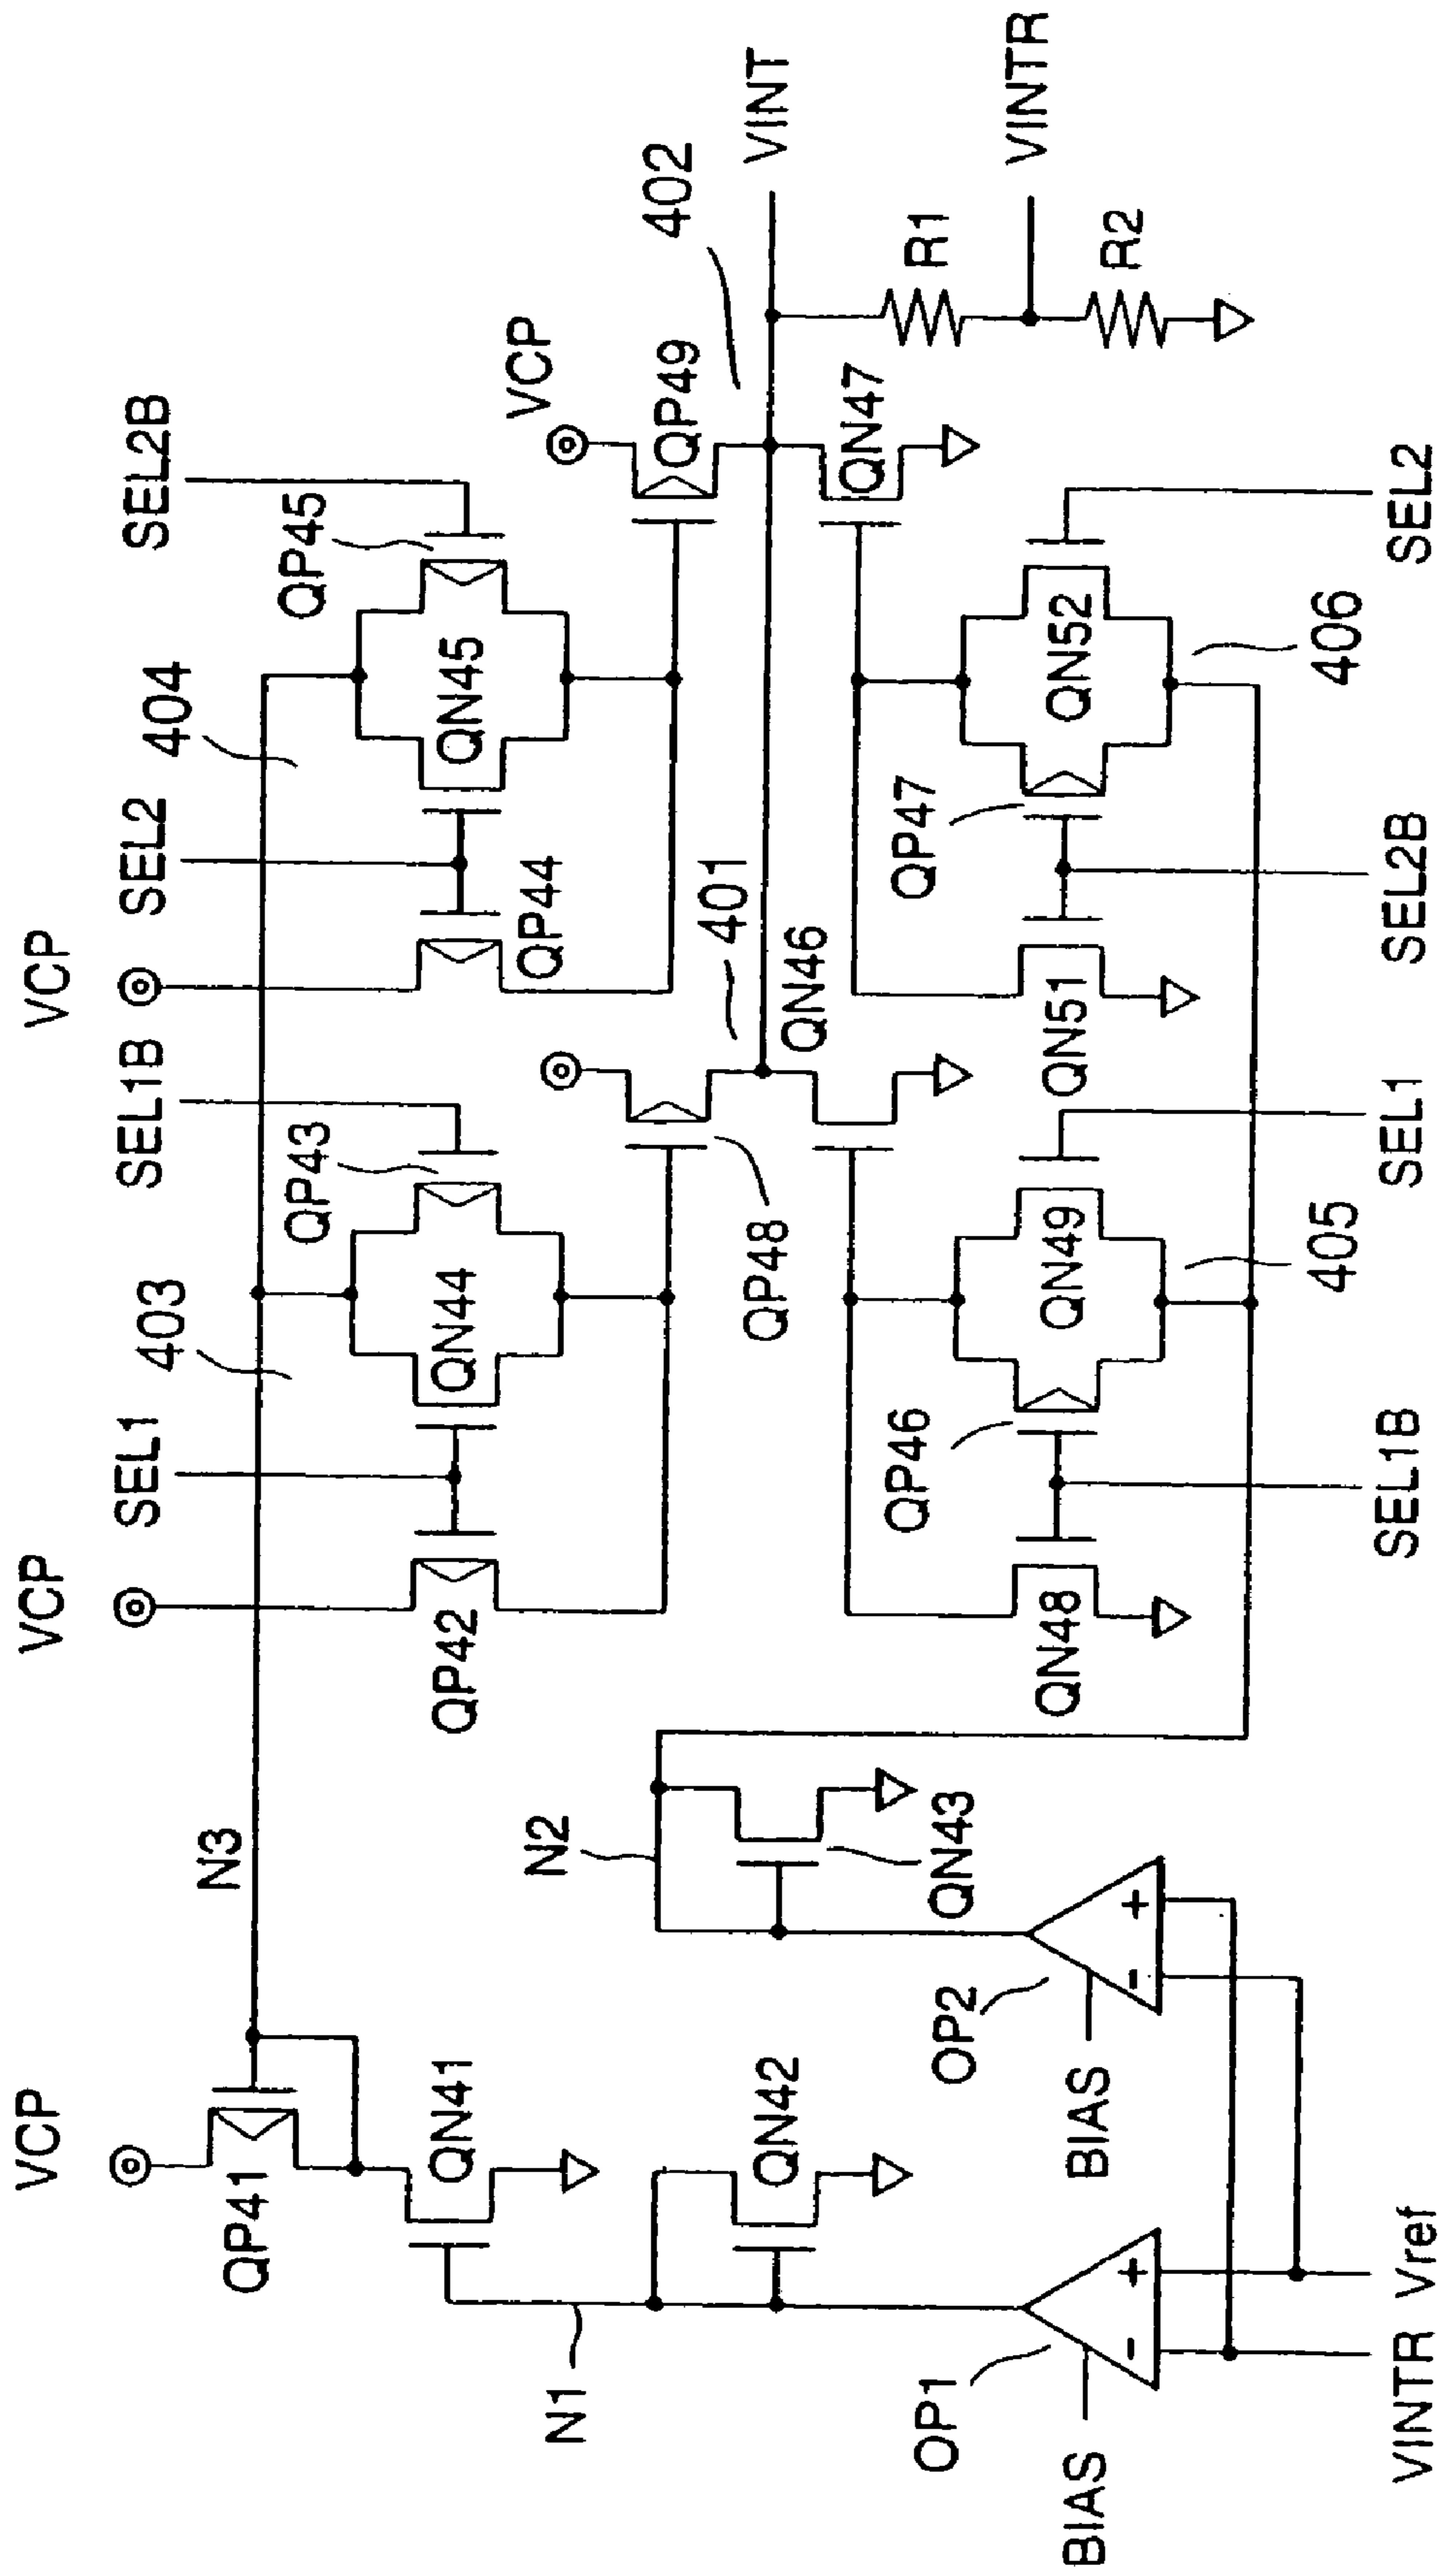 VCP
VCP
VCP
SEL1
SEL1B
SEL2
SEL2B
403
404
N3
QP41
QP42
QN44
QP43
QP44
QN45
QP45
VCP
QN41
QP48
401
QP49
402
VINT
N1
N2
QN42
QN43
QN46
QN47
R1
VINTR
R2
OP1
OP2
BIAS
BIAS
-
+
-
+
QP46
QN48
QN49
405
QP47
QN51
QN52
406
VINTR
Vref
SEL1B
SEL1
SEL2B
SEL2